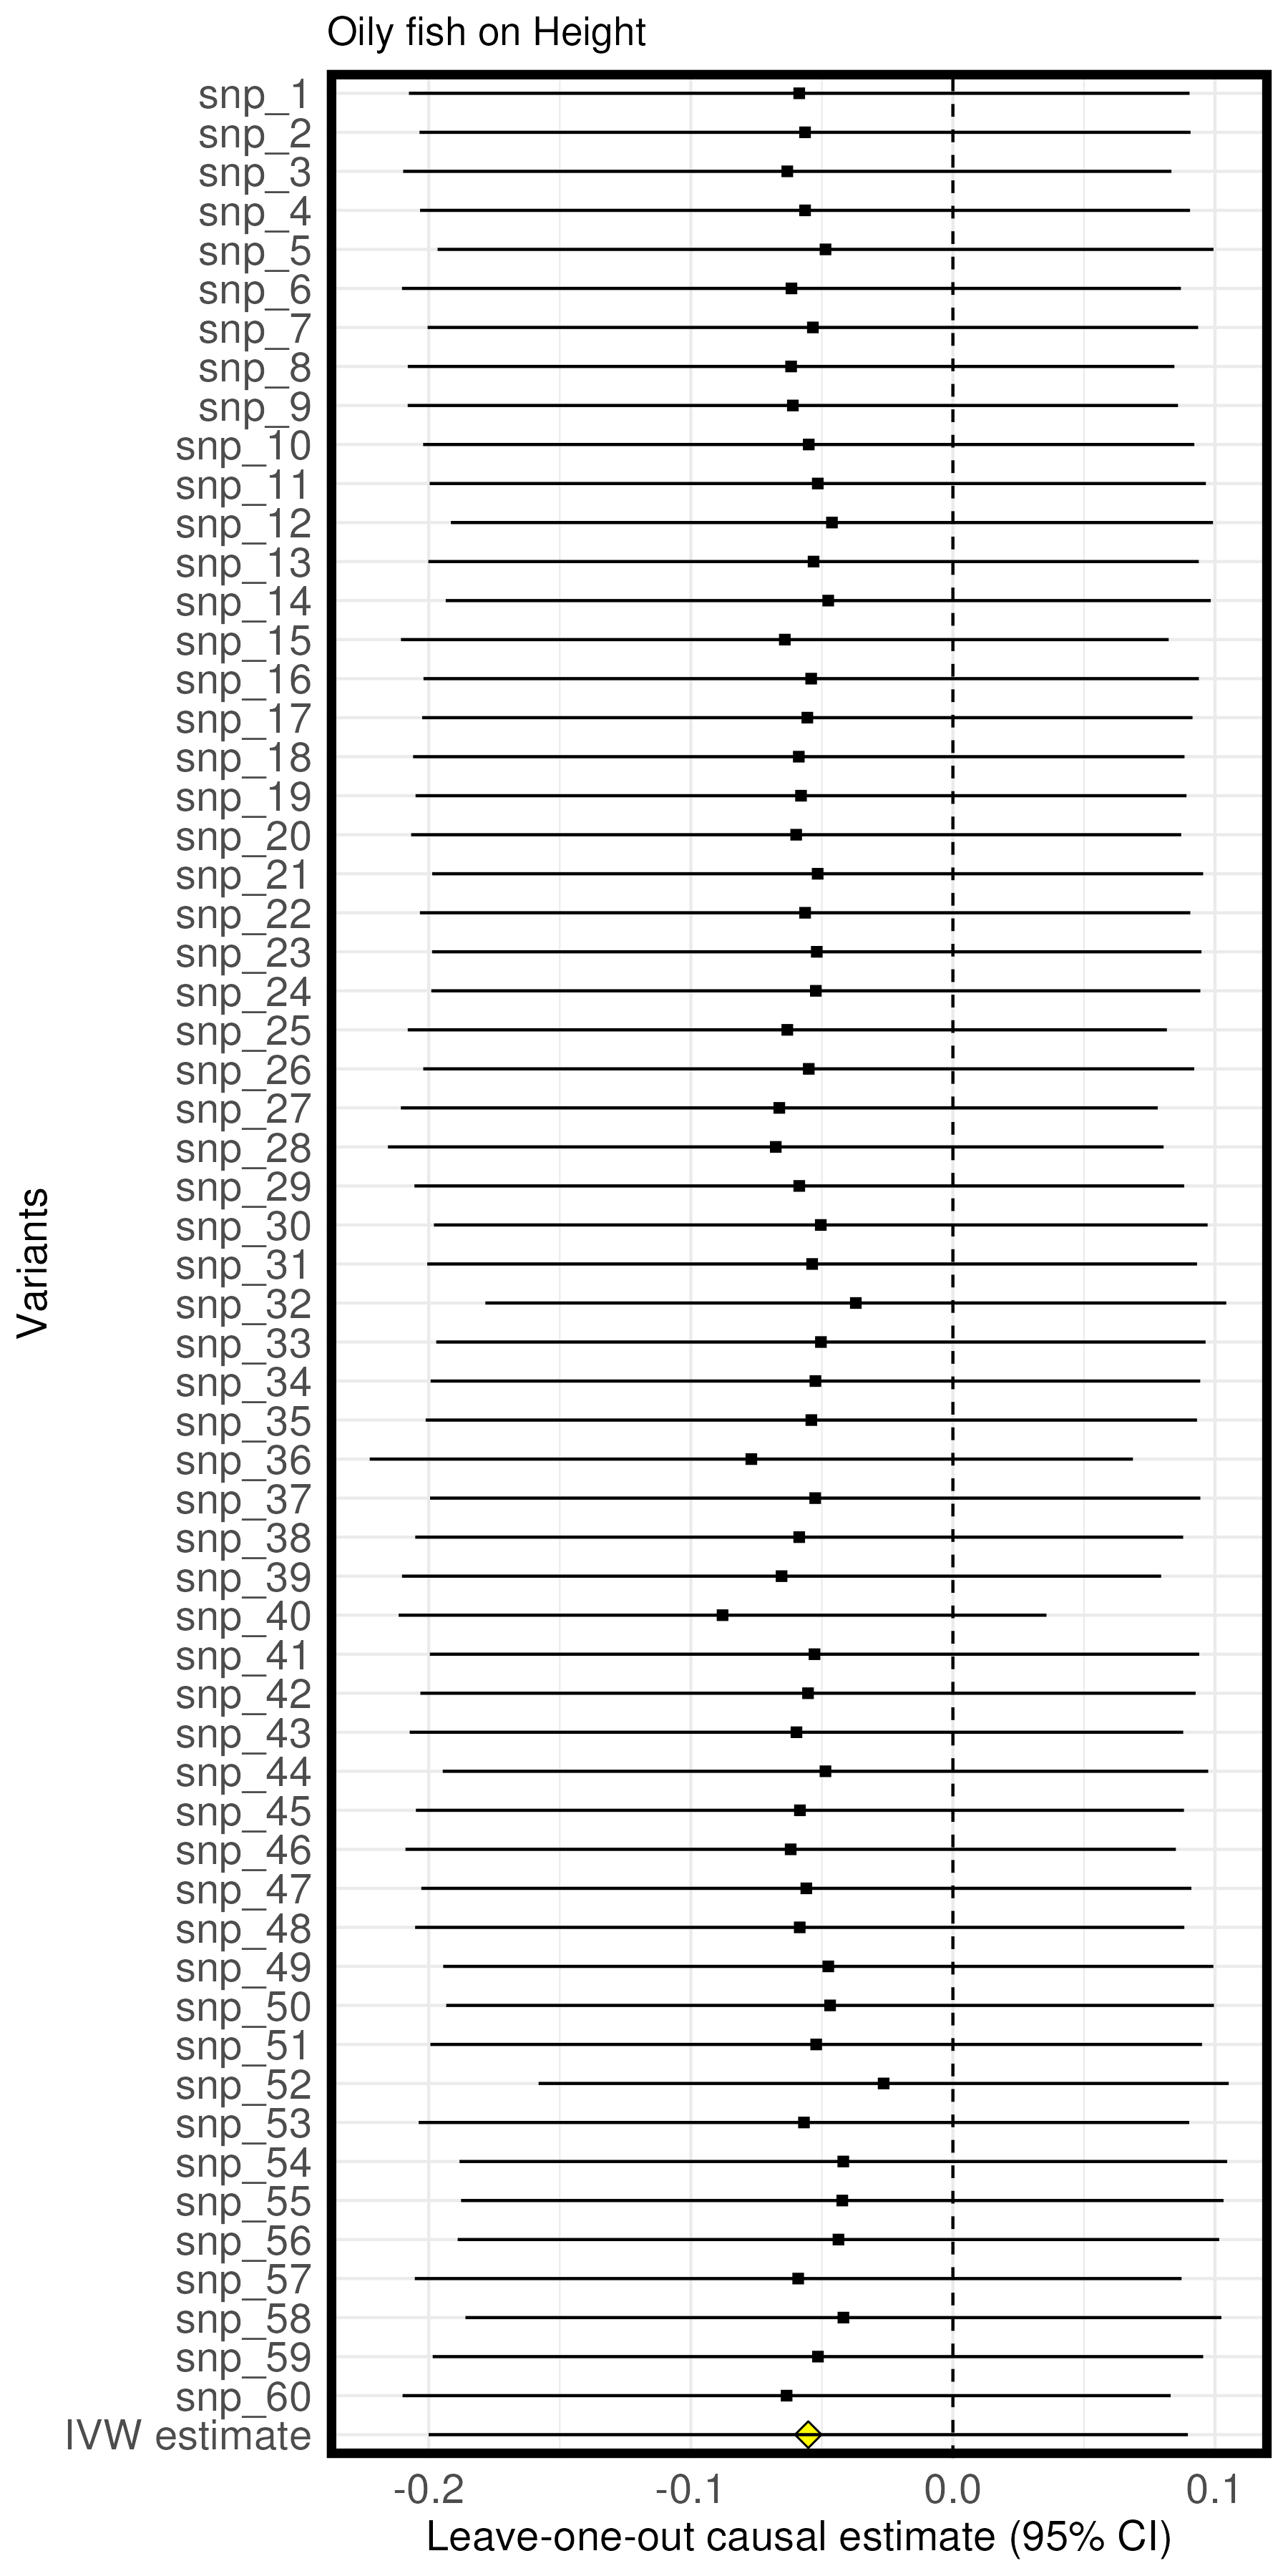 Oily fish on Height
snp_1
snp_2
snp_3
snp_4
snp_5
snp_6
snp_7
snp_8
snp_9
snp_10
snp_11
snp_12
snp_13
snp_14
snp_15
snp_16
snp_17
snp_18
snp_19
snp_20
snp_21
snp_22
snp_23
snp_24
snp_25
snp_26
snp_27
snp_28
snp_29
snp_30
snp_31
snp_32
snp_33
snp_34
snp_35
snp_36
snp_37
snp_38
snp_39
snp_40
snp_41
snp_42
snp_43
snp_44
snp_45
snp_46
snp_47
snp_48
snp_49
snp_50
snp_51
snp_52
snp_53
snp_54
snp_55
snp_56
snp_57
snp_58
snp_59
snp_60
IVW estimate
Variants
-0.2 -0.1 0.0 0.1
Leave-one-out causal estimate (95% CI)